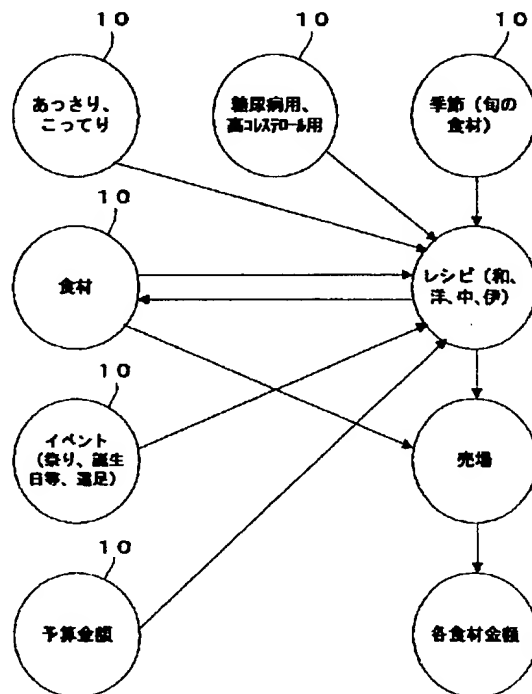 10
10
10
あっさり、
こってり
糖尿病用、
高コレステロール用
季節（旬の
食材）
10
食材
レシピ（和、
洋、中、伊）
10
イベント
（祭り、誕生
日等、遠足）
売場
10
予算金額
各食材金額